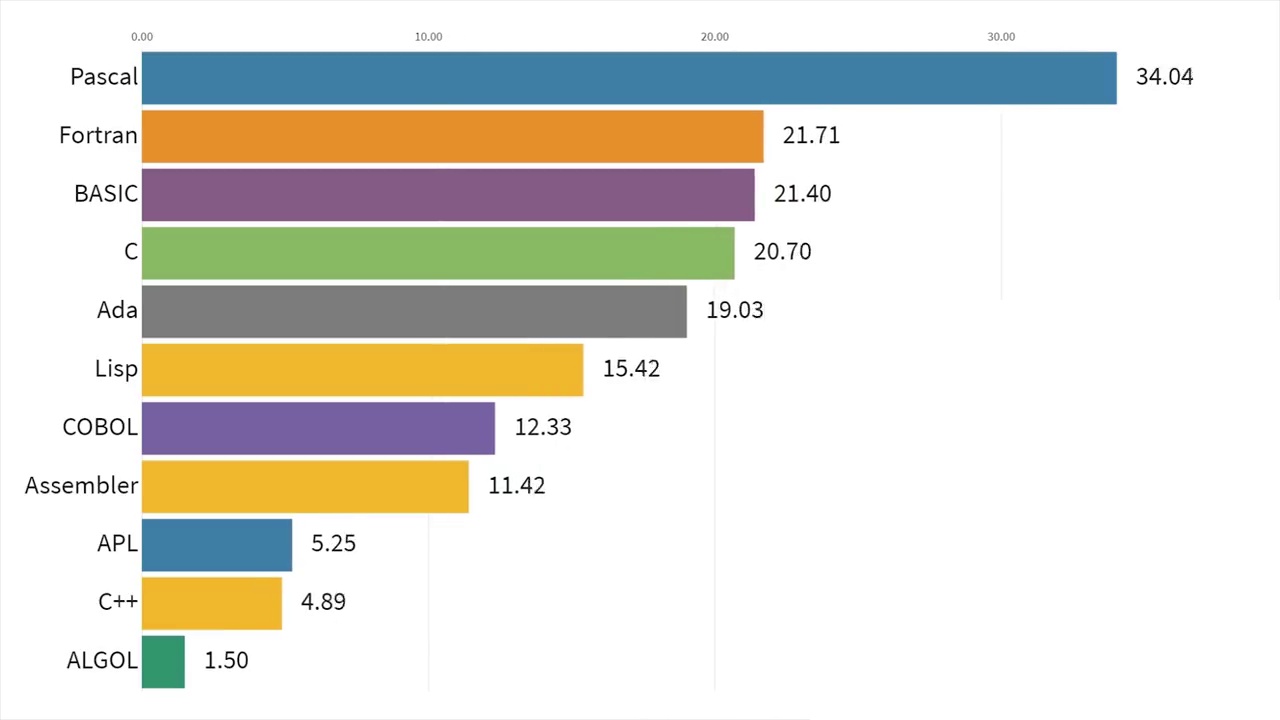 0.00 10.00 20.00 30.00
Pascal 34.04
Fortran 21.71
BASIC 21.40
C 20.70
Ada 19.03
Lisp 15.42
COBOL 12.33
Assembler 11.42
APL 5.25
C++ 4.89
ALGOL 1.50